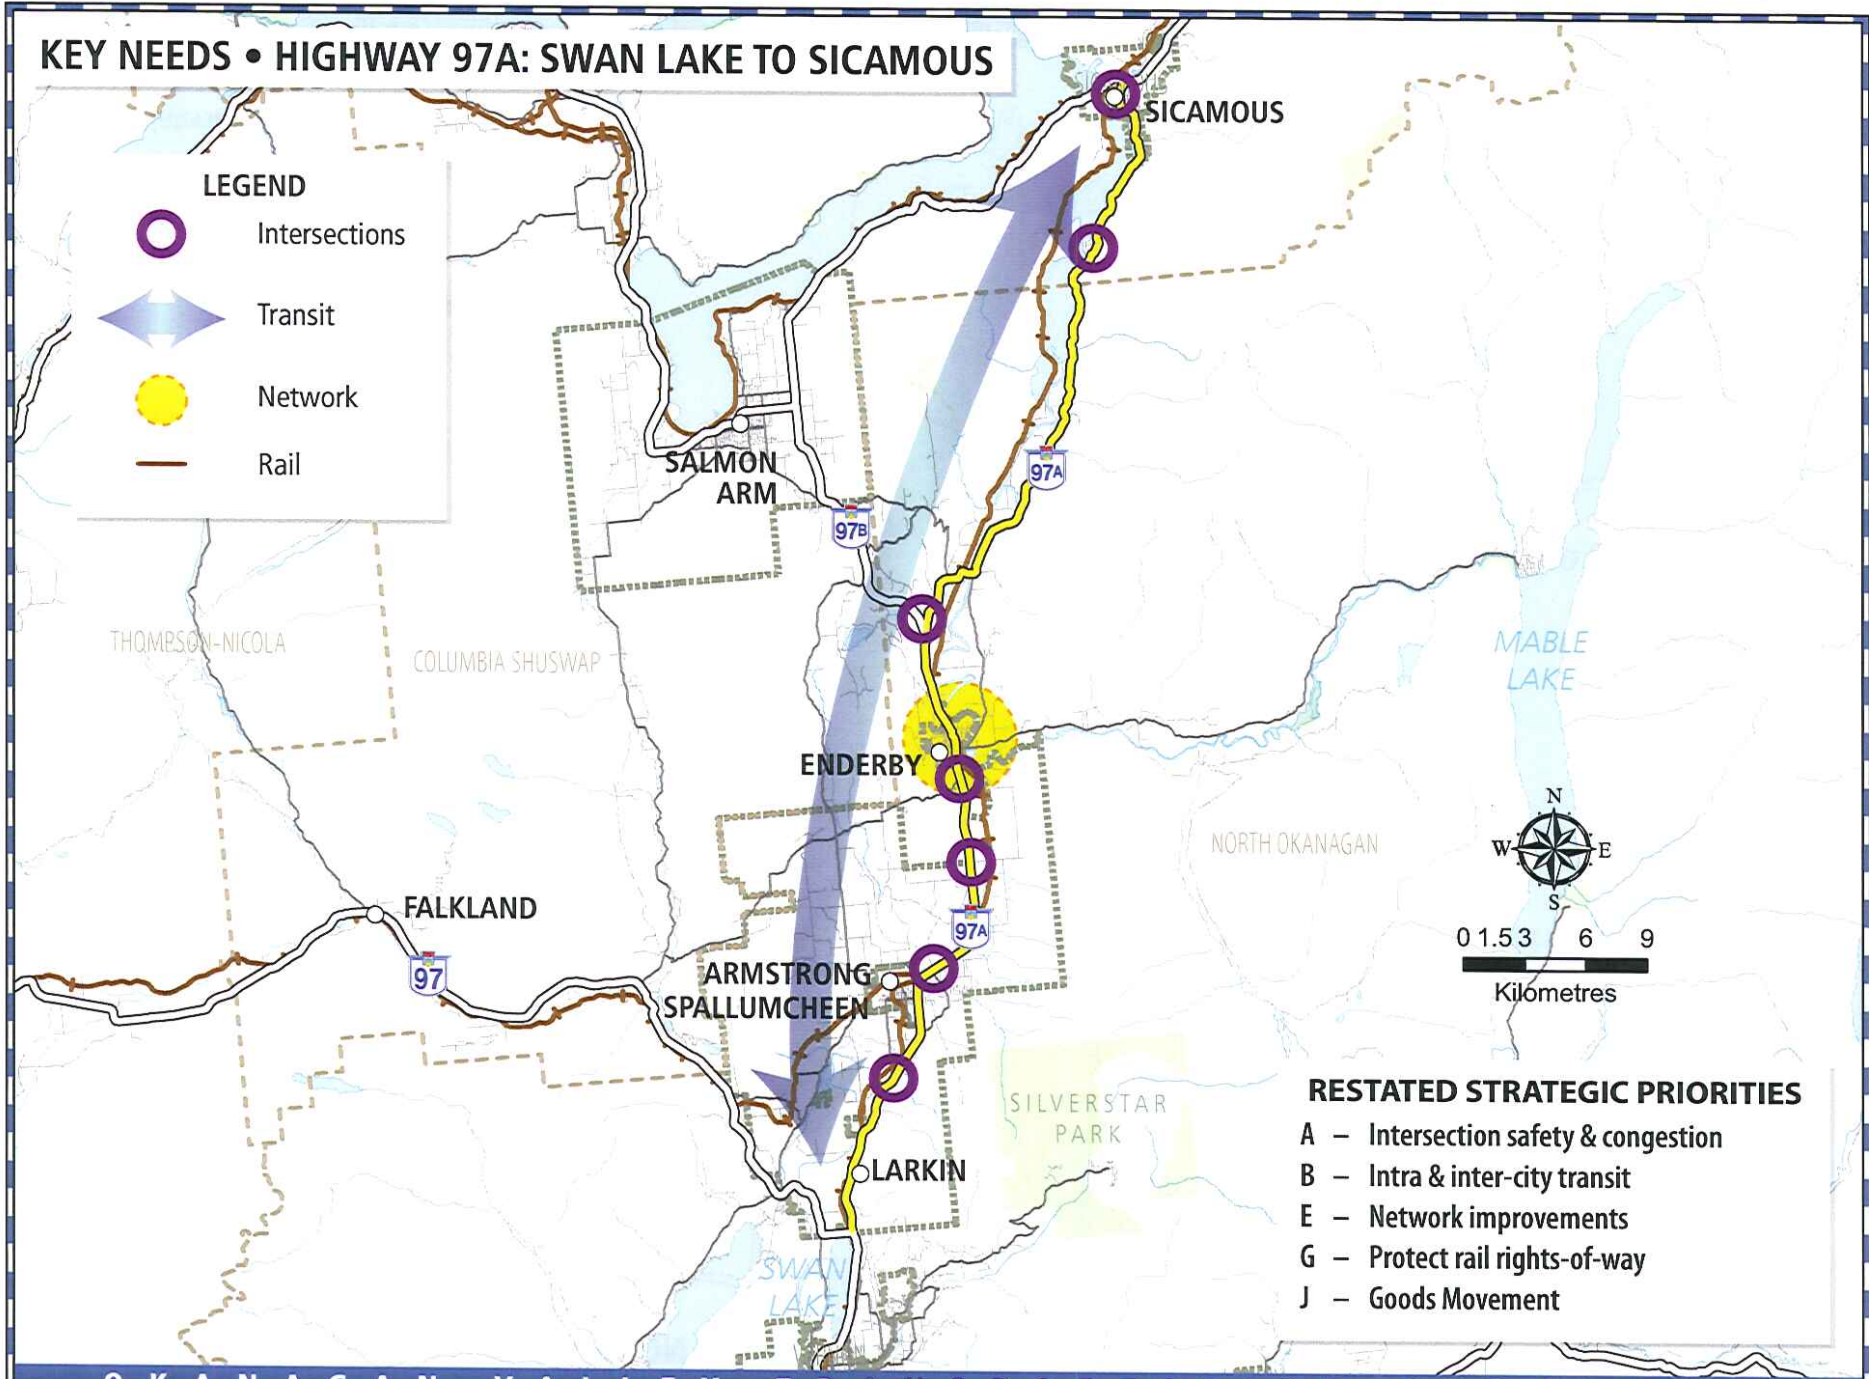 KEY NEEDS • HIGHWAY 97A: SWAN LAKE TO SICAMOUS
LEGEND
Intersections
Transit
Network
Rail
SICAMOUS
SALMON
ARM
97A
97B
THOMPSON-NICOLA
COLUMBIA SHUSWAP
MABLE
LAKE
ENDERBY
NORTH OKANAGAN
FALKLAND
97
97A
ARMSTRONG
SPALLUMCHEEN
SILVERSTAR
PARK
LARKIN
SWAN
LAKE
N
W E
S
0 1.5 3 6 9
Kilometres
RESTATED STRATEGIC PRIORITIES
A – Intersection safety & congestion
B – Intra & inter-city transit
E – Network improvements
G – Protect rail rights-of-way
J – Goods Movement